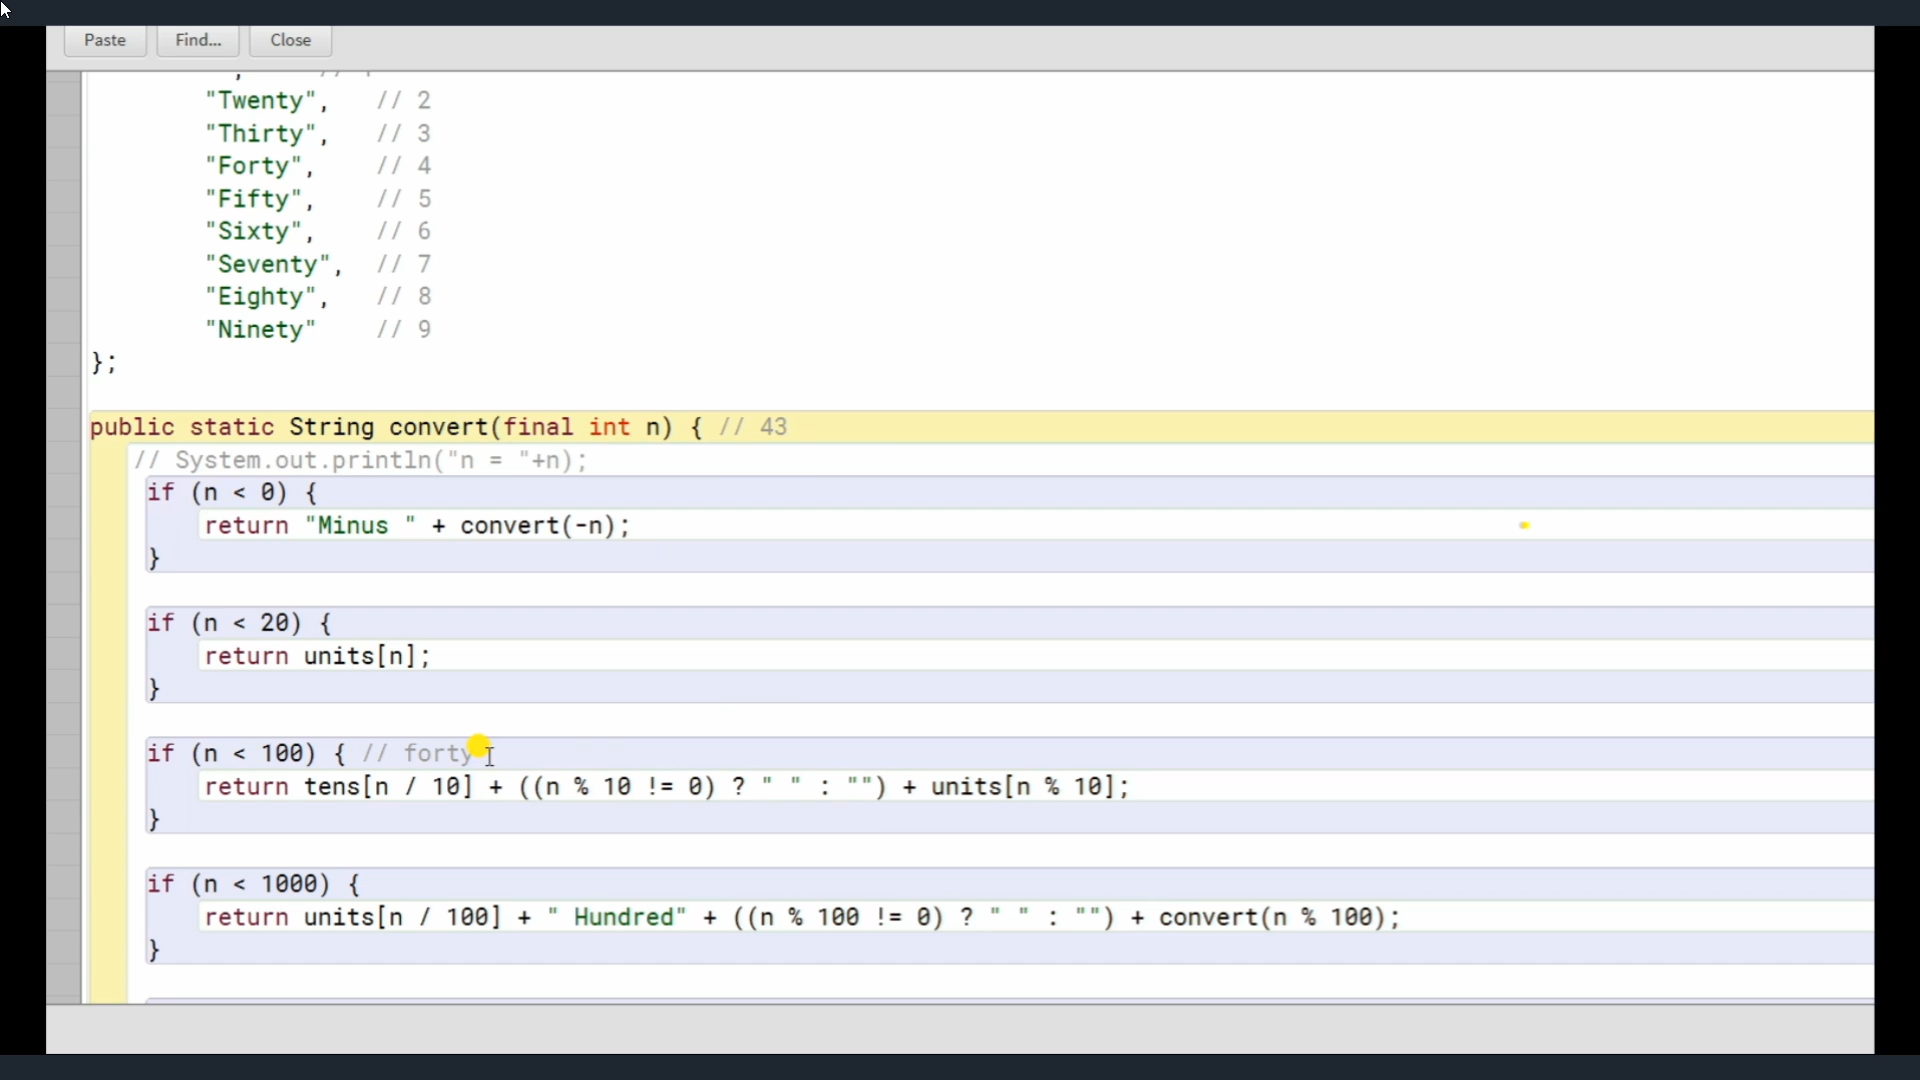 Paste Find... Close
"Twenty", // 2
"Thirty", // 3
"Forty", // 4
"Fifty", // 5
"Sixty", // 6
"Seventy", // 7
"Eighty", // 8
"Ninety" // 9
};
public static String convert(final int n) { // 43
// System.out.println("n = "+n);
if (n < 0) {
return "Minus " + convert(-n);
}
if (n < 20) {
return units[n];
}
if (n < 100) { // forty
return tens[n / 10] + ((n % 10 != 0) ? " " : "") + units[n % 10];
}
if (n < 1000) {
return units[n / 100] + " Hundred" + ((n % 100 != 0) ? " " : "") + convert(n % 100);
}